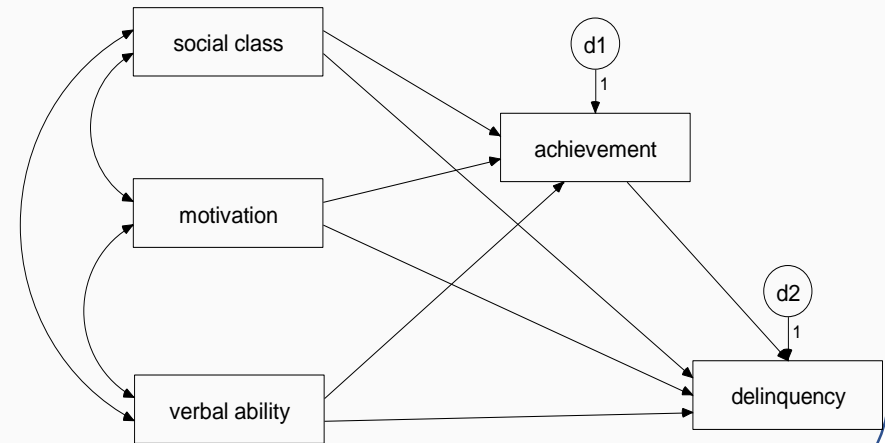 social class
d1
1
achievement
motivation
d2
1
verbal ability
delinquency